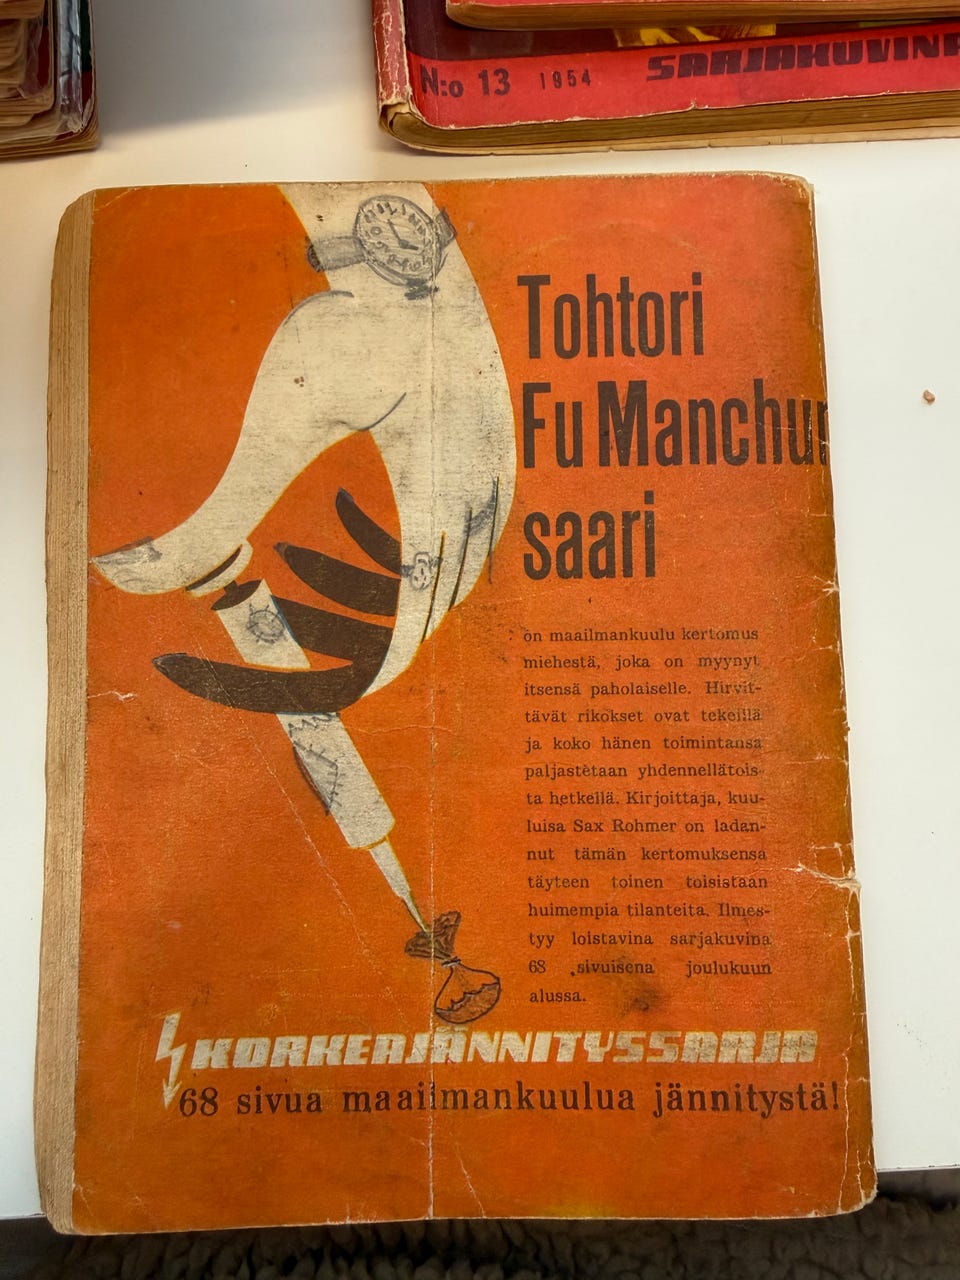 N:o 13 1954
Tohtori
Fu Manchun
saari
on maailmankuulu kertomus
miehestä, joka on myynyt
itsensä paholaiselle. Hirvit-
tävät rikokset ovat tekeillä
ja koko hänen toimintansa
paljastetaan yhdennellätois-
ta hetkellä. Kirjoittaja, kuu-
luisa Sax Rohmer on ladan-
nut tämän kertomuksensa
täyteen toinen toisistaan
huimempia tilanteita. Ilmes-
tyy loistavina sarjakuvina
68 sivuisena joulukuun
alussa.
KORKEAJÄNNITYSSARJA
68 sivua maailmankuulua jännitystä!